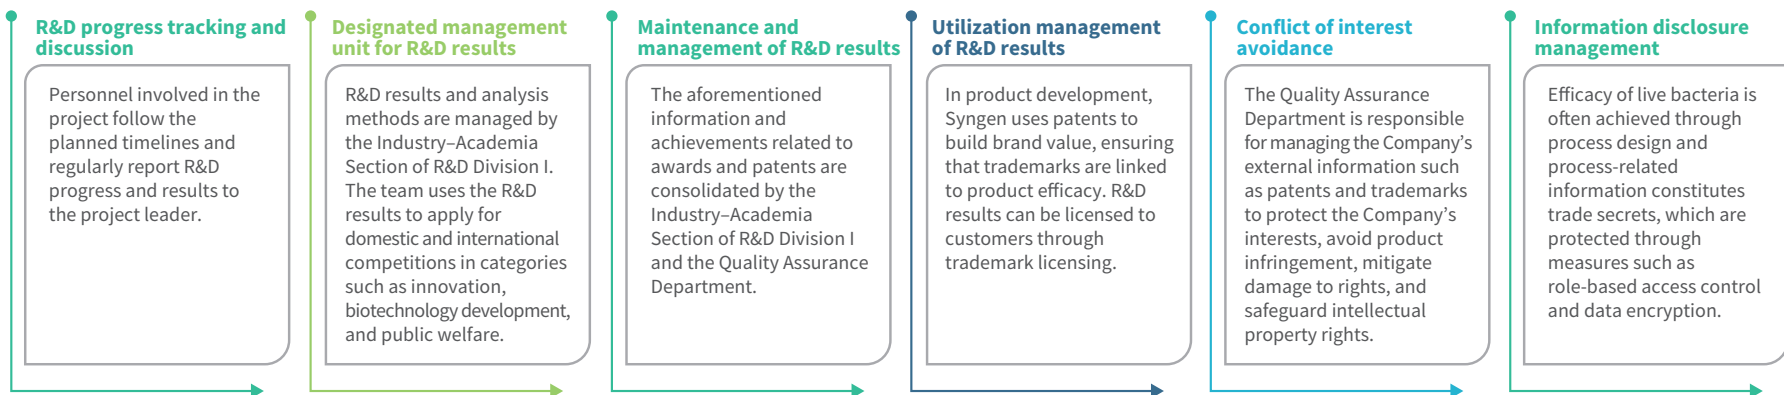 R&D progress tracking and
discussion
Personnel involved in the
project follow the
planned timelines and
regularly report R&D
progress and results to
the project leader.
Designated management
unit for R&D results
R&D results and analysis
methods are managed by
the Industry–Academia
Section of R&D Division I.
The team uses the R&D
results to apply for
domestic and international
competitions in categories
such as innovation,
biotechnology development,
and public welfare.
Maintenance and
management of R&D results
The aforementioned
information and
achievements related to
awards and patents are
consolidated by the
Industry–Academia
Section of R&D Division I
and the Quality Assurance
Department.
Utilization management
of R&D results
In product development,
Syngen uses patents to
build brand value, ensuring
that trademarks are linked
to product efficacy. R&D
results can be licensed to
customers through
trademark licensing.
Conflict of interest
avoidance
The Quality Assurance
Department is responsible
for managing the Company’s
external information such
as patents and trademarks
to protect the Company’s
interests, avoid product
infringement, mitigate
damage to rights, and
safeguard intellectual
property rights.
Information disclosure
management
Efficacy of live bacteria is
often achieved through
process design and
process-related
information constitutes
trade secrets, which are
protected through
measures such as
role-based access control
and data encryption.